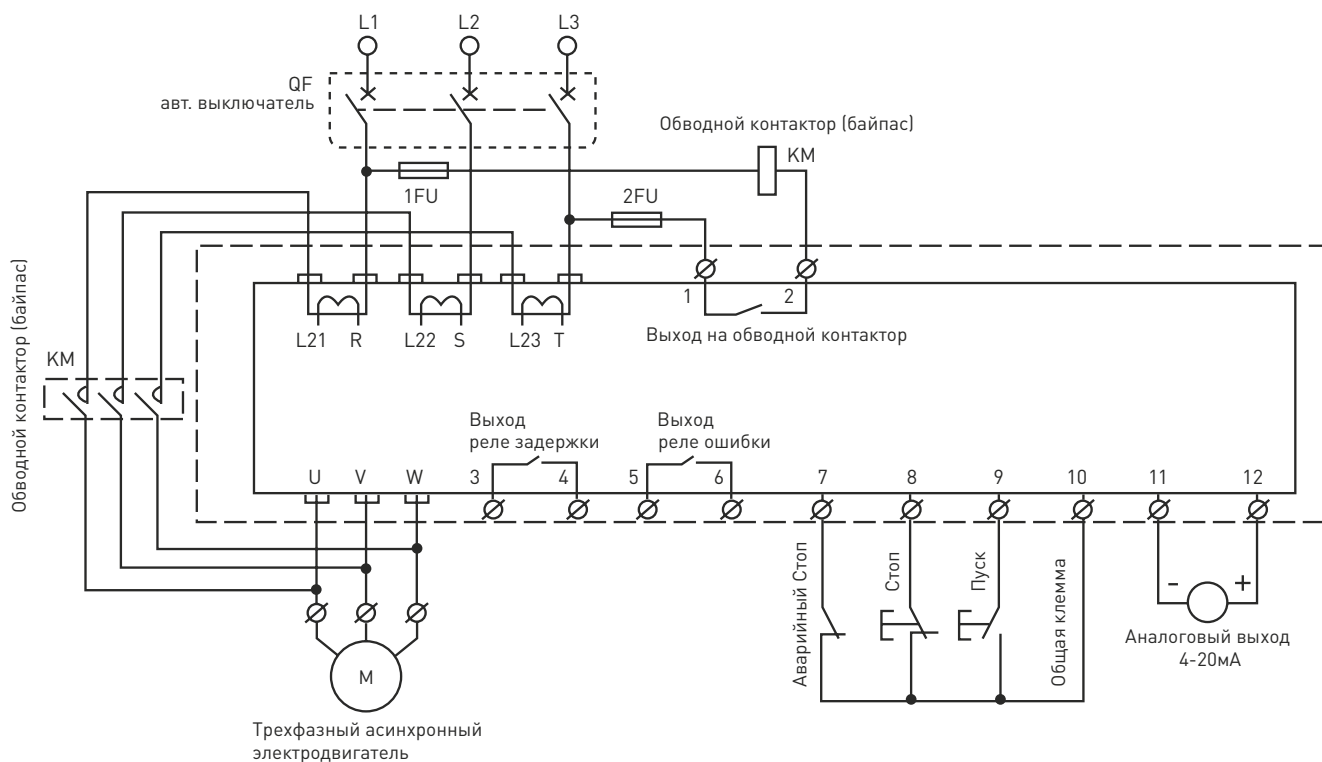 L1
L2
L3
QF
авт. выключатель
Обводной контактор (байпас)
KM
1FU
2FU
1
2
L21
R
L22
S
L23
T
Выход на обводной контактор
Обводной контактор (байпас)
KM
Выход
реле задержки
Выход
реле ошибки
U
V
W
3
4
5
6
7
8
9
10
11
12
Аварийный Стоп
Стоп
Пуск
Общая клемма
-
+
Аналоговый выход
4-20мА
M
Трехфазный асинхронный
электродвигатель